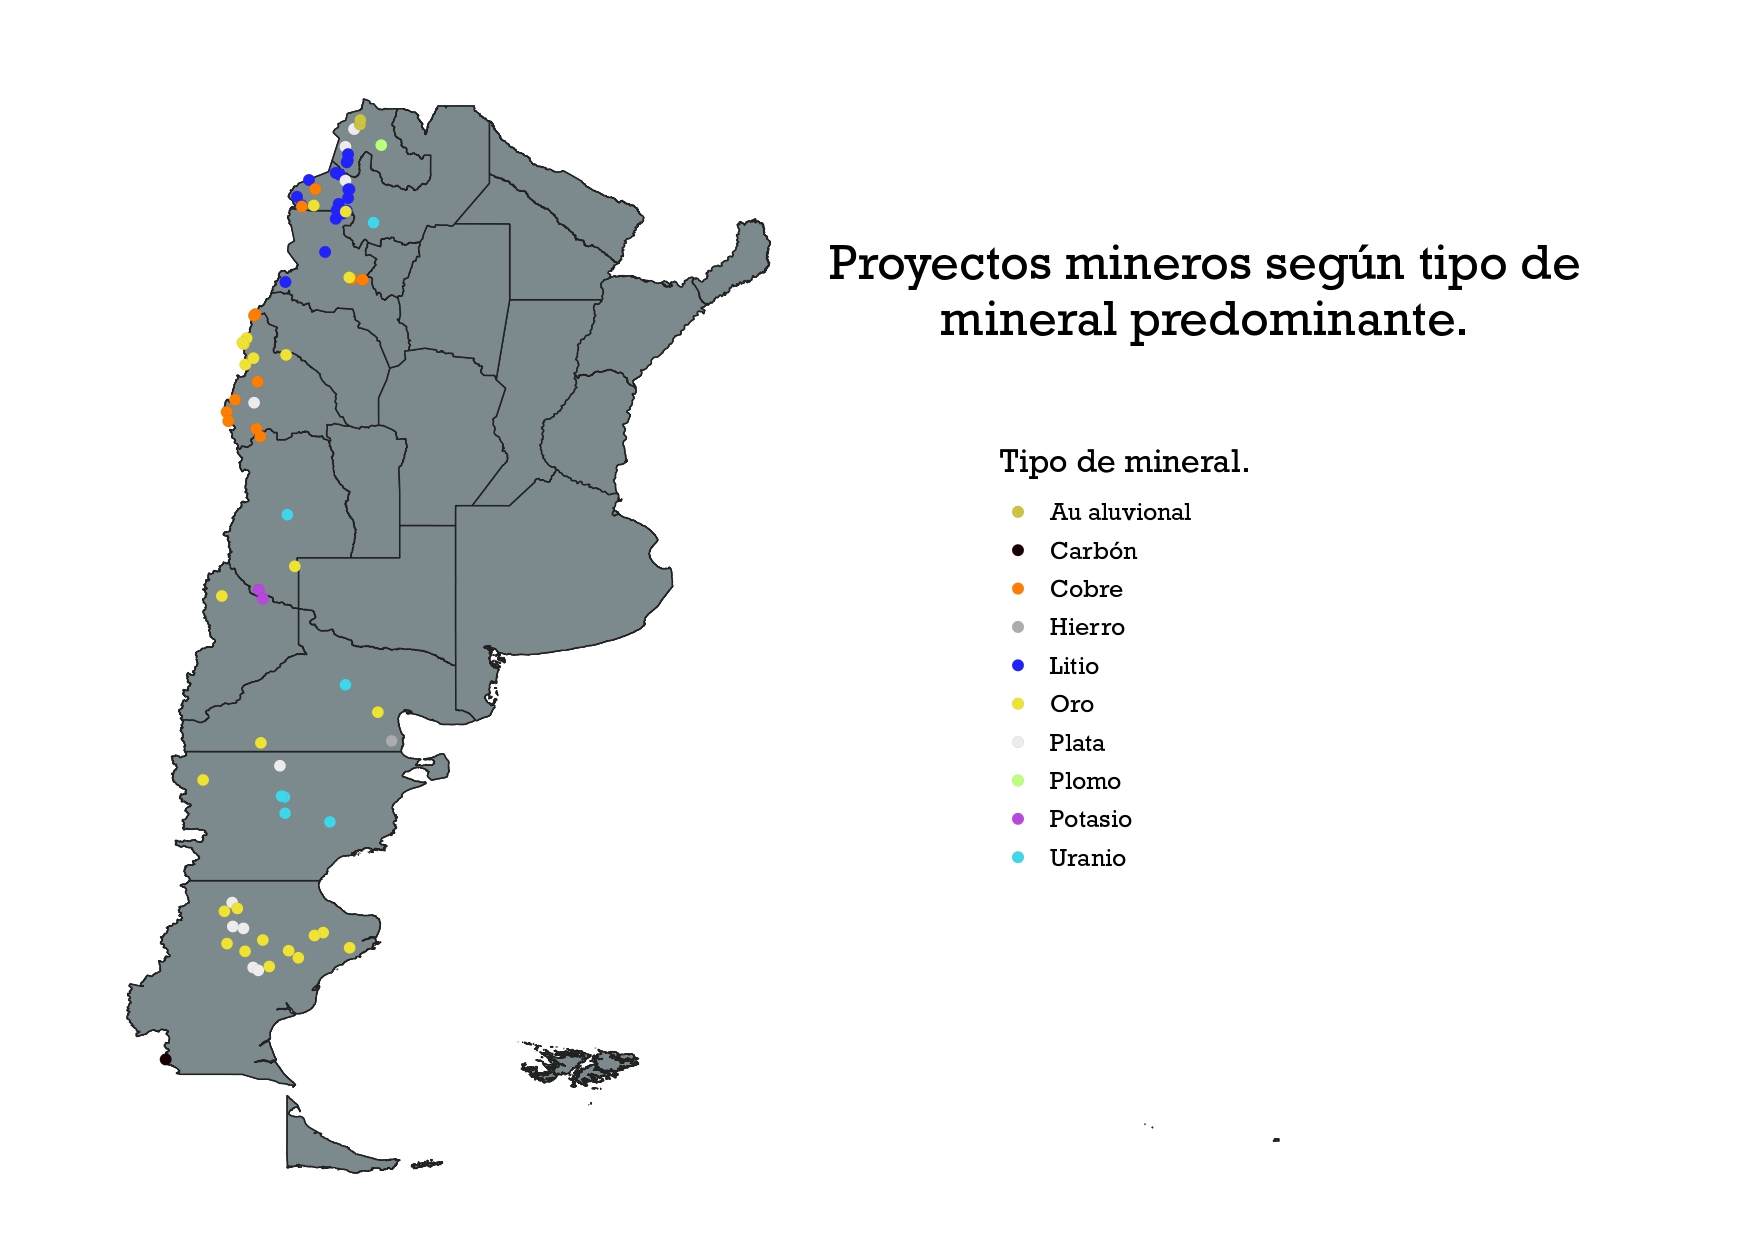 Proyectos mineros según tipo de
mineral predominante.
Tipo de mineral.
Au aluvional
Carbón
Cobre
Hierro
Litio
Oro
Plata
Plomo
Potasio
Uranio